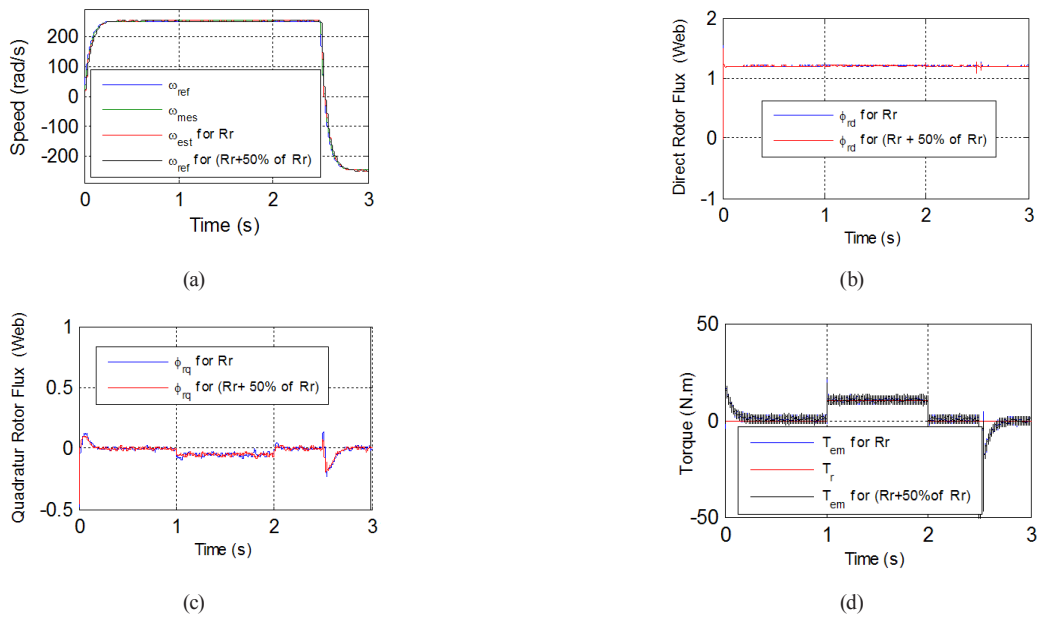 Speed (rad/s)
200
100
0
-100
-200
ω_ref
ω_mes
ω_est for Rr
ω_ref for (Rr+50% of Rr)
0
1
2
3
Time (s)
(a)
Direct Rotor Flux (Web)
2
1
0
-1
ϕ_rd for Rr
ϕ_rd for (Rr + 50% of Rr)
0
1
2
3
Time (s)
(b)
Quadratur Rotor Flux (Web)
1
0.5
0
-0.5
ϕ_rq for Rr
ϕ_rq for (Rr+ 50% of Rr)
0
1
2
3
Time (s)
(c)
Torque (N.m)
50
0
-50
T_em for Rr
T_r
T_em for (Rr+50%of Rr)
0
1
2
3
Time (s)
(d)